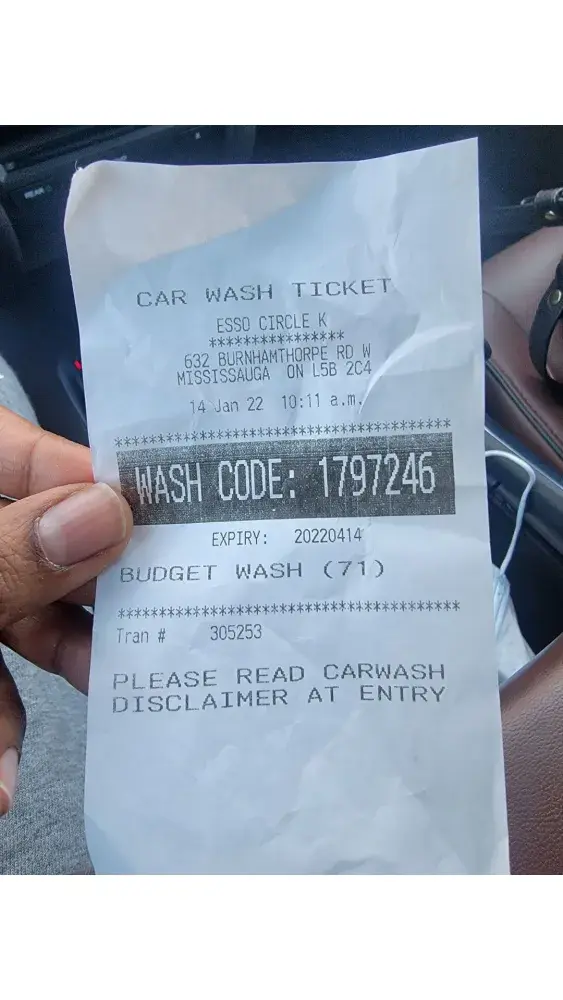 CAR WASH TICKET
ESSO CIRCLE K
****************
632 BURNHAMTHORPE RD W
MISSISSAUGA ON L5B 2C4
14 Jan 22 10:11 a.m.
*****************************************
WASH CODE: 1797246
EXPIRY: 20220414
BUDGET WASH (71)
******************************************
Tran # 305253
PLEASE READ CARWASH
DISCLAIMER AT ENTRY
REAR